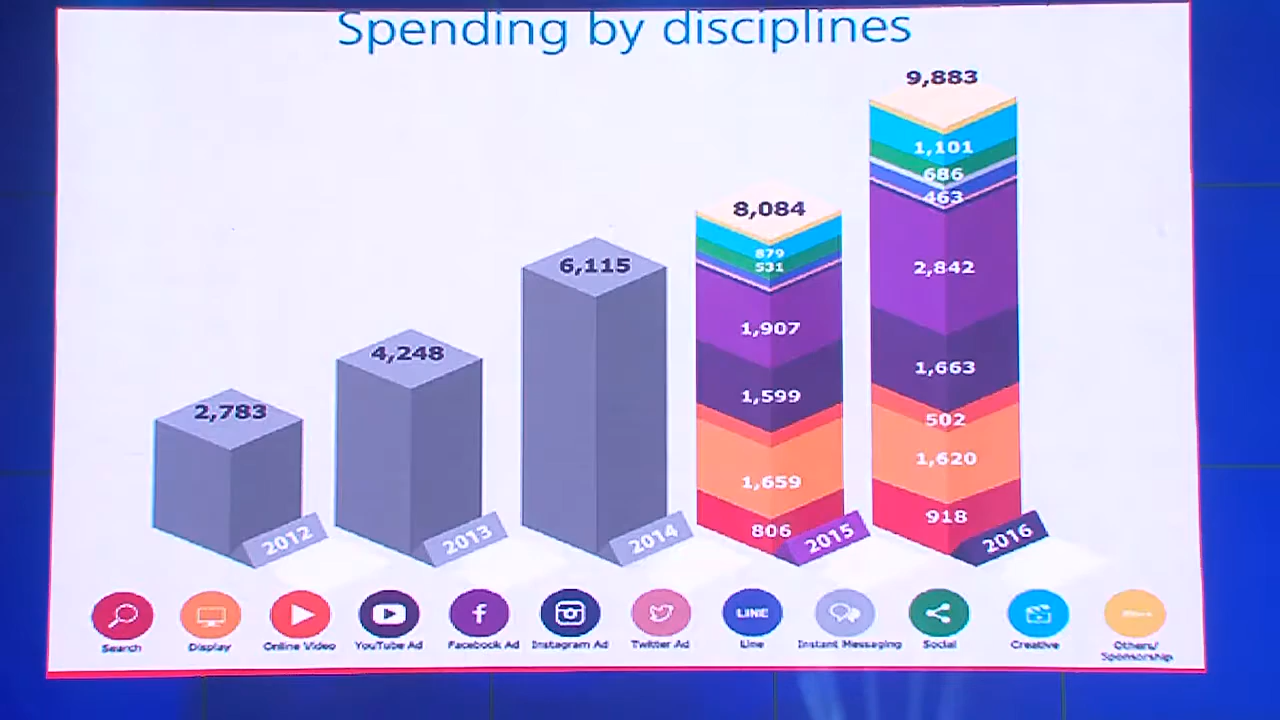 Spending by disciplines
9,883
1,101
686
463
2,842
1,663
502
1,620
918
8,084
879
531
1,907
1,599
1,659
806
6,115
4,248
2,783
2012
2013
2014
2015
2016
LINE
Search
Display
Online Video
YouTube Ad
Facebook Ad
Instagram Ad
Twitter Ad
Line
Instant Messaging
Social
Creative
Others/
Sponsorship